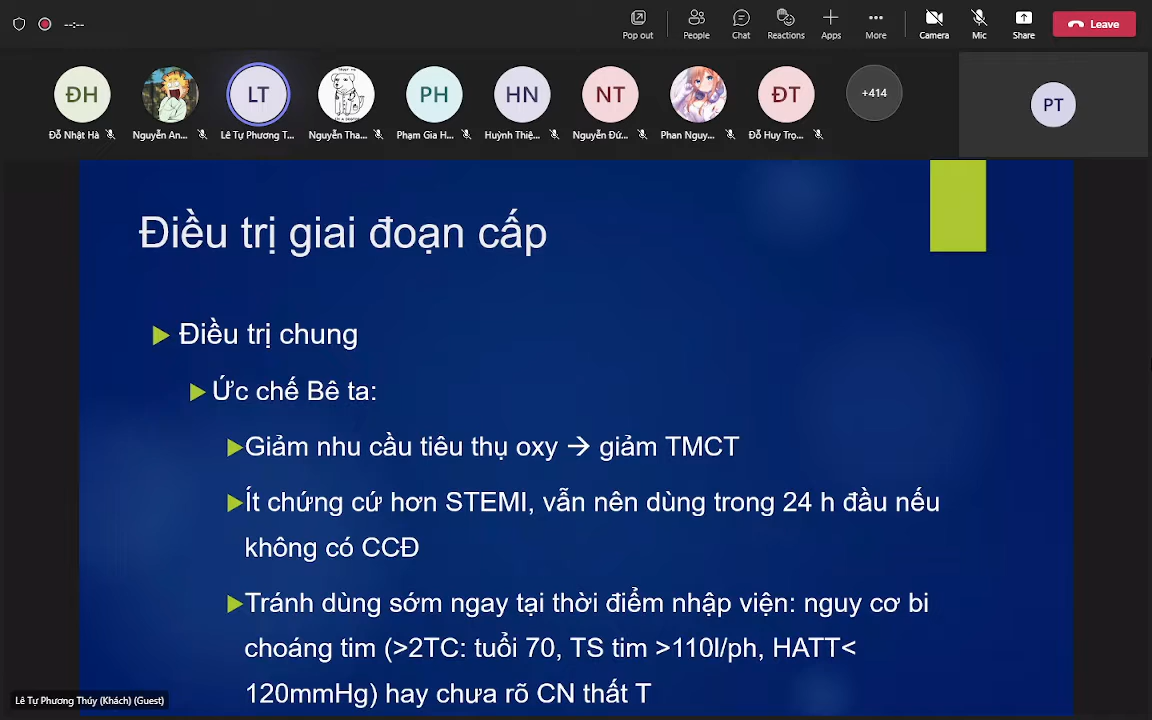 --:--
Pop out
People
Chat
Reactions
Apps
More
Camera
Mic
Share
Leave
ĐH
LT
PH
HN
NT
ĐT
+414
PT
Đỗ Nhật Hà
Nguyễn An...
Lê Tự Phương T...
Nguyễn Tha...
Phạm Gia H...
Huỳnh Thiệ...
Nguyễn Đứ...
Phan Nguy...
Đỗ Huy Trọ...
Điều trị giai đoạn cấp
Điều trị chung
Ức chế Bê ta:
Giảm nhu cầu tiêu thụ oxy → giảm TMCT
Ít chứng cứ hơn STEMI, vẫn nên dùng trong 24 h đầu nếu
không có CCĐ
Tránh dùng sớm ngay tại thời điểm nhập viện: nguy cơ bi
choáng tim (>2TC: tuổi 70, TS tim >110l/ph, HATT<
120mmHg) hay chưa rõ CN thất T
Lê Tự Phương Thúy (Khách) (Guest)